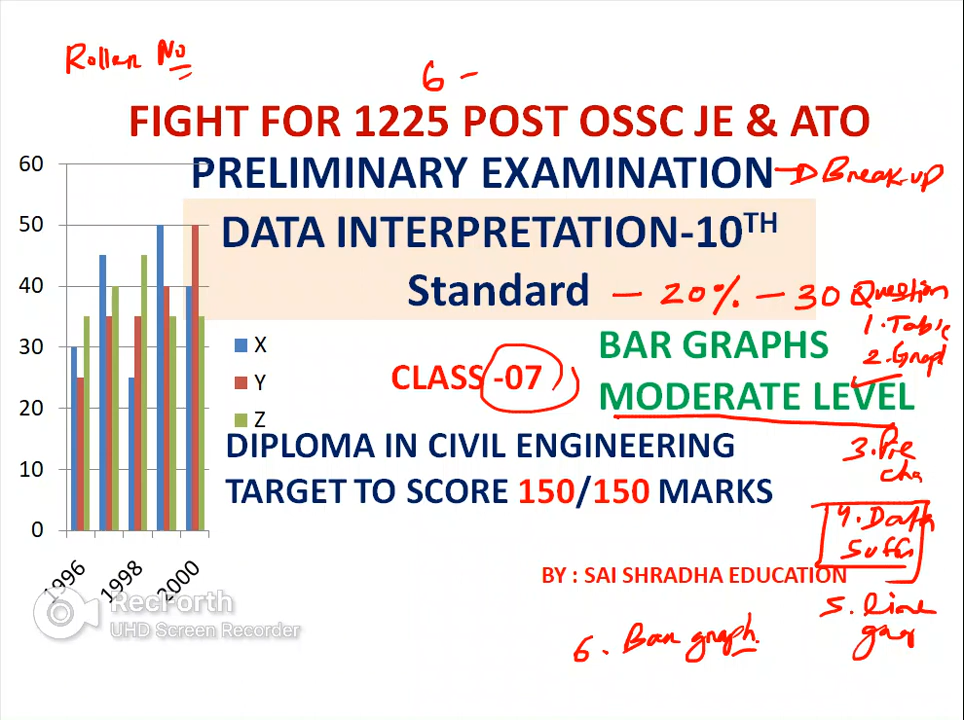 Roller No
6 -
FIGHT FOR 1225 POST OSSC JE & ATO
PRELIMINARY EXAMINATION
Break-up
DATA INTERPRETATION-10TH
Standard
- 20% - 30 Question
1. Table
2. Graph
BAR GRAPHS
CLASS -07
MODERATE LEVEL
60
50
40
30
20
10
0
X
Y
Z
1996
1998
2000
DIPLOMA IN CIVIL ENGINEERING
TARGET TO SCORE 150/150 MARKS
3. Pie
4. Data
BY : SAI SHRADHA EDUCATION
5. line
6. Bar graph.
RecForth
UHD Screen Recorder